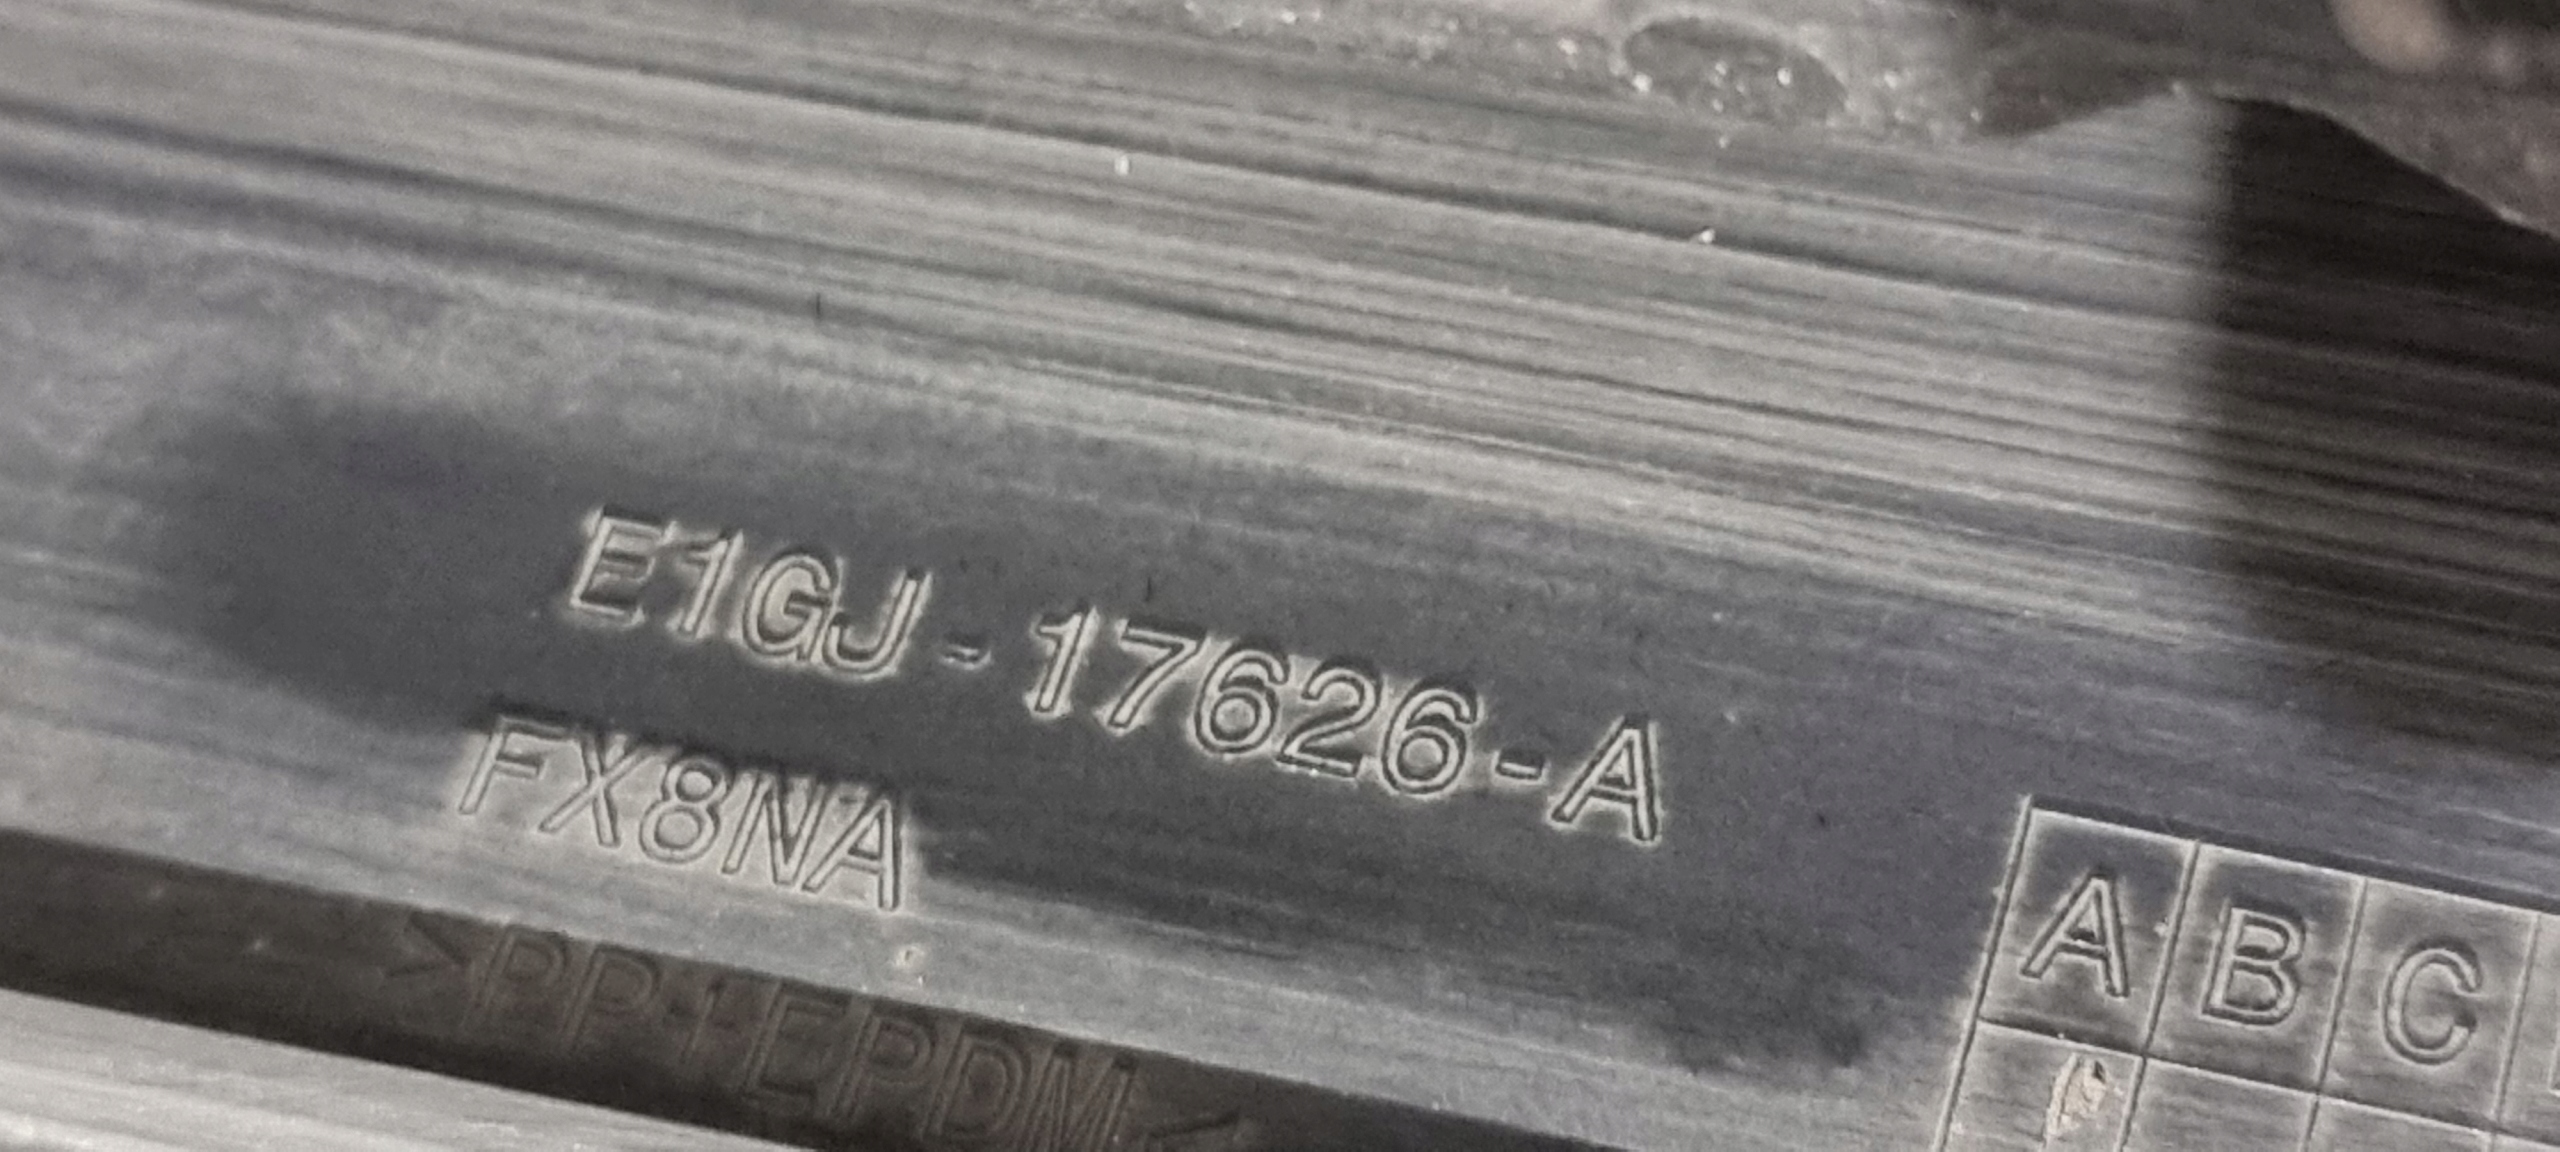 E1GJ-17626-A
FX8NA
>PP+EPDM<
A B C